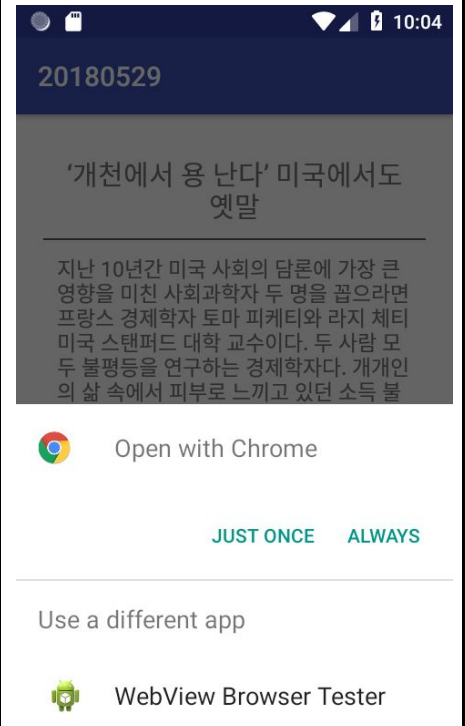 10:04
20180529
‘개천에서 용 난다’ 미국에서도
옛말
지난 10년간 미국 사회의 담론에 가장 큰
영향을 미친 사회과학자 두 명을 꼽으라면
프랑스 경제학자 토마 피케티와 라지 체티
미국 스탠퍼드 대학 교수이다. 두 사람 모
두 불평등을 연구하는 경제학자다. 개개인
의 삶 속에서 피부로 느끼고 있던 소득 불
Open with Chrome
JUST ONCE ALWAYS
Use a different app
WebView Browser Tester